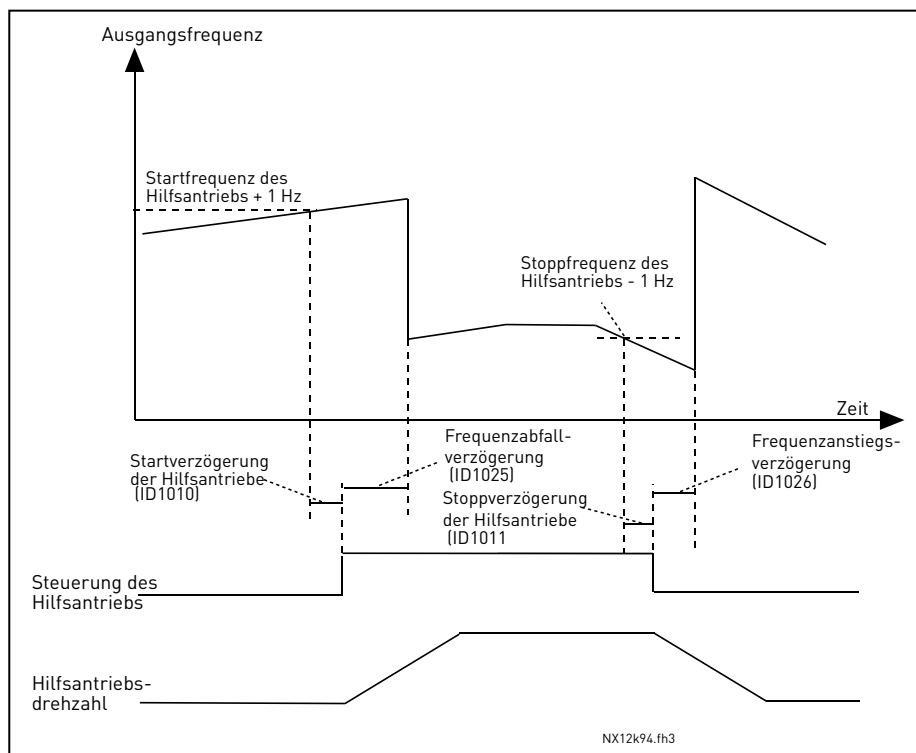 Ausgangsfrequenz
Startfrequenz des
Hilfsantriebs + 1 Hz
Stoppfrequenz des
Hilfsantriebs - 1 Hz
Zeit
Startverzögerung
der Hilfsantriebe
(ID1010)
Frequenzabfall-
verzögerung
(ID1025)
Stoppverzögerung
der Hilfsantriebe
(ID1011
Frequenzanstiegs-
verzögerung
(ID1026)
Steuerung des
Hilfsantriebs
Hilfsantriebs-
drehzahl
NX12k94.fh3